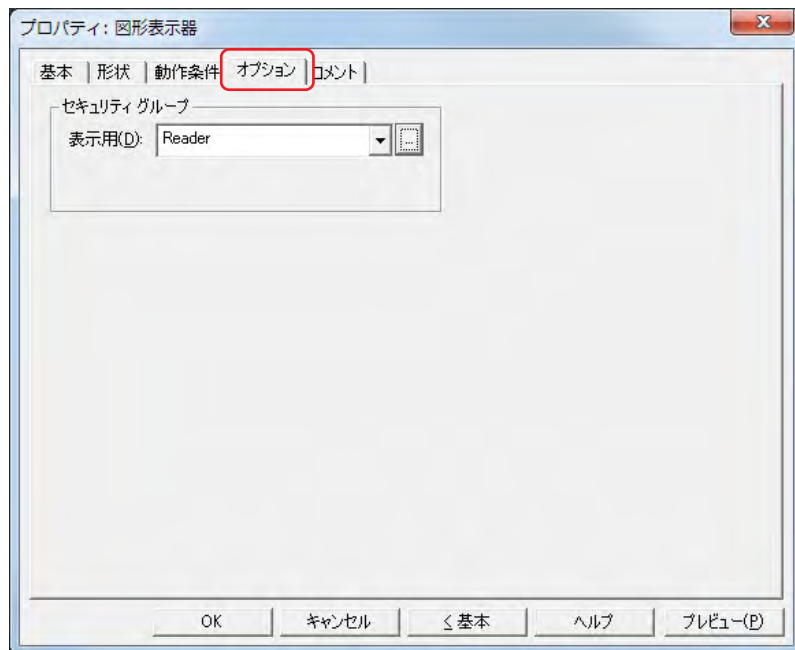 プロパティ: 図形表示器
基本 形状 動作条件 オプション コメント
セキュリティ グループ
表示用(D): Reader ...
OK キャンセル < 基本 ヘルプ プレビュー(P)